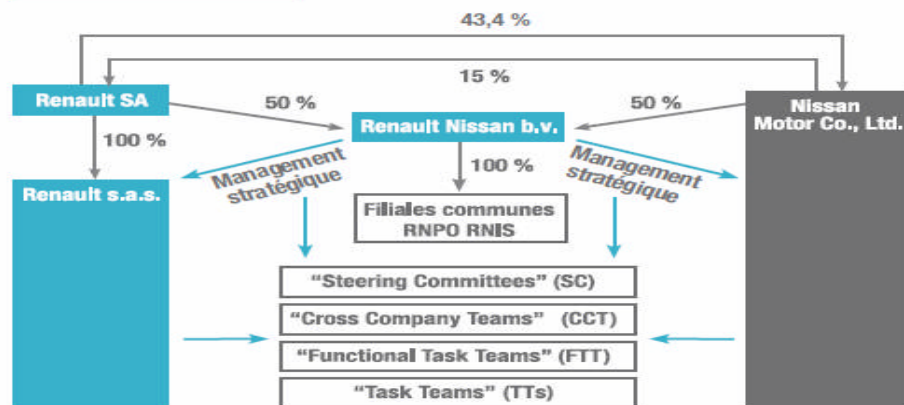 43,4 %
15 %
Renault SA
50 %
50 %
Nissan
Motor Co., Ltd.
Renault Nissan b.v.
100 %
Management
stratégique
100 %
Management
stratégique
Renault s.a.s.
Filiales communes
RNPO RNIS
“Steering Committees” (SC)
“Cross Company Teams” (CCT)
“Functional Task Teams” (FTT)
“Task Teams” (TTs)